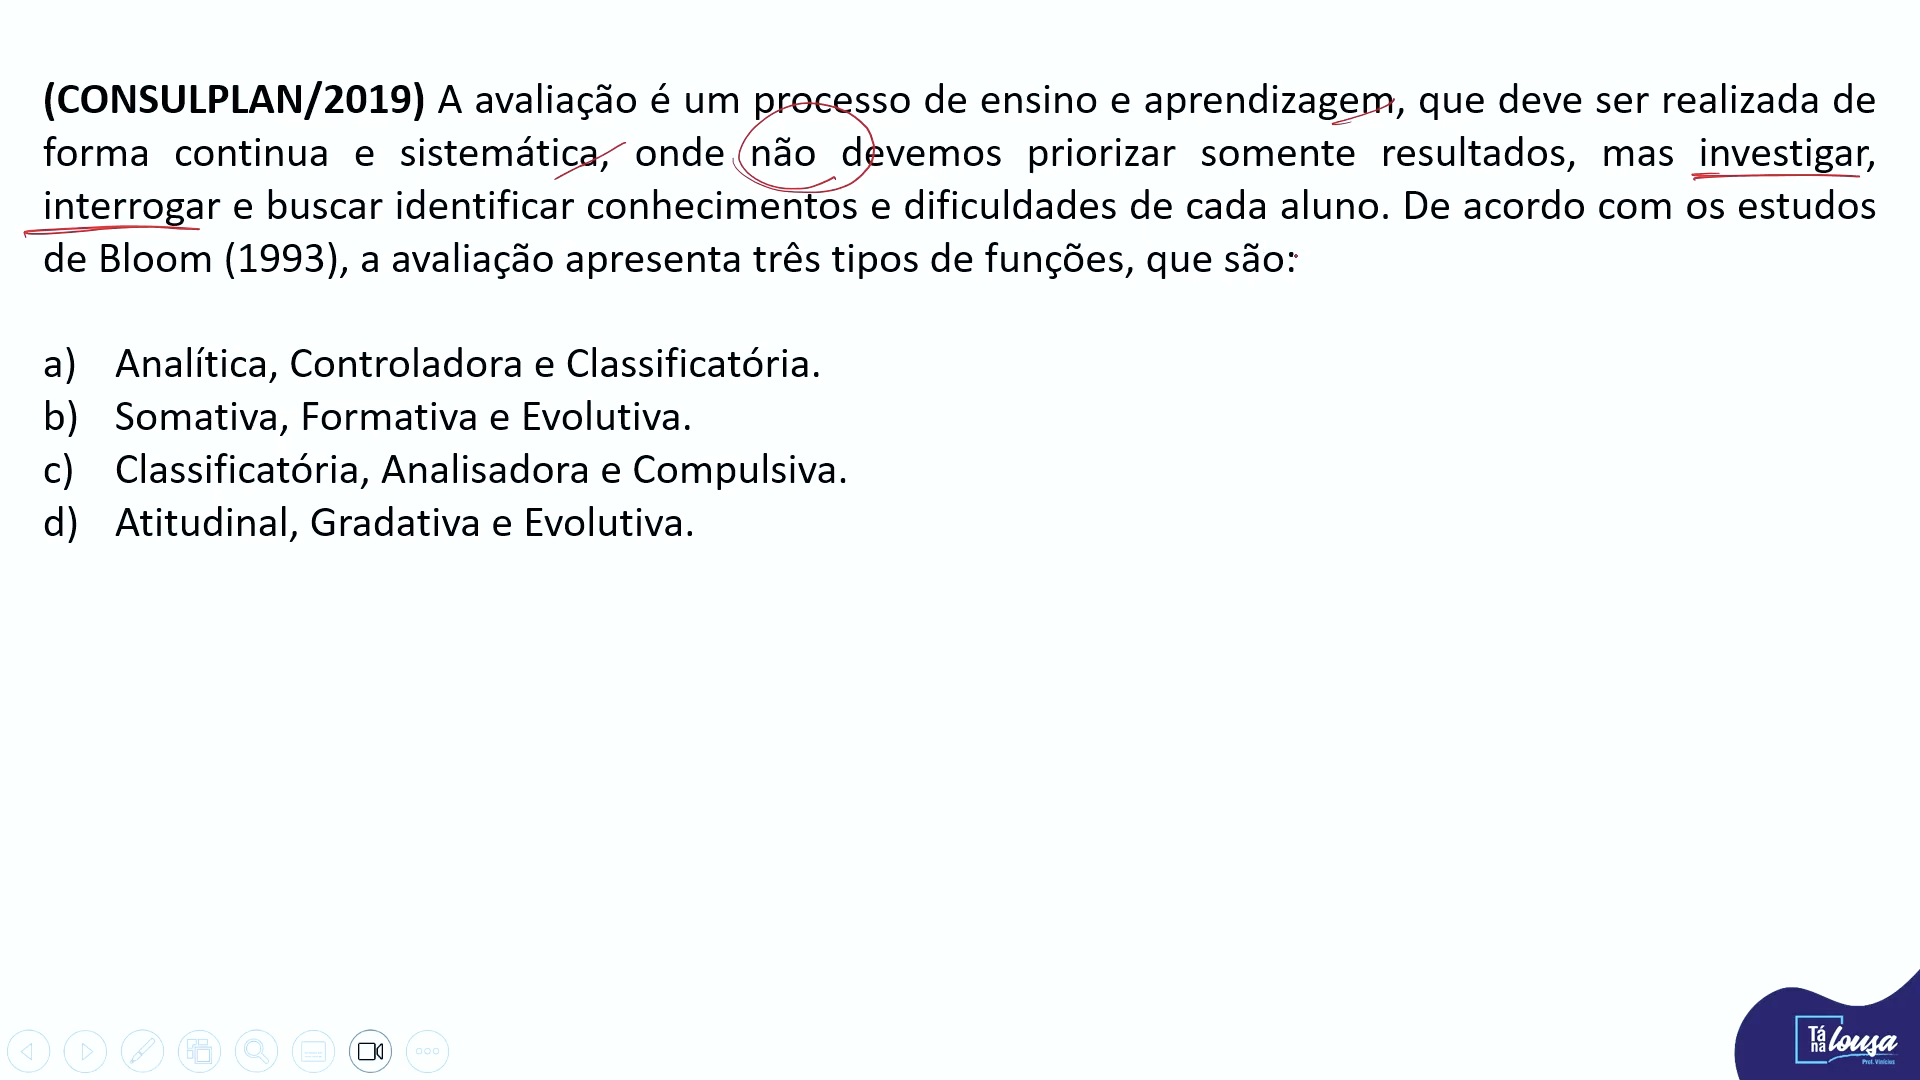 (CONSULPLAN/2019) A avaliação é um processo de ensino e aprendizagem, que deve ser realizada de
forma continua e sistemática, onde não devemos priorizar somente resultados, mas investigar,
interrogar e buscar identificar conhecimentos e dificuldades de cada aluno. De acordo com os estudos
de Bloom (1993), a avaliação apresenta três tipos de funções, que são:
a) Analítica, Controladora e Classificatória.
b) Somativa, Formativa e Evolutiva.
c) Classificatória, Analisadora e Compulsiva.
d) Atitudinal, Gradativa e Evolutiva.
Tá na lousa
Prof. Vinícius